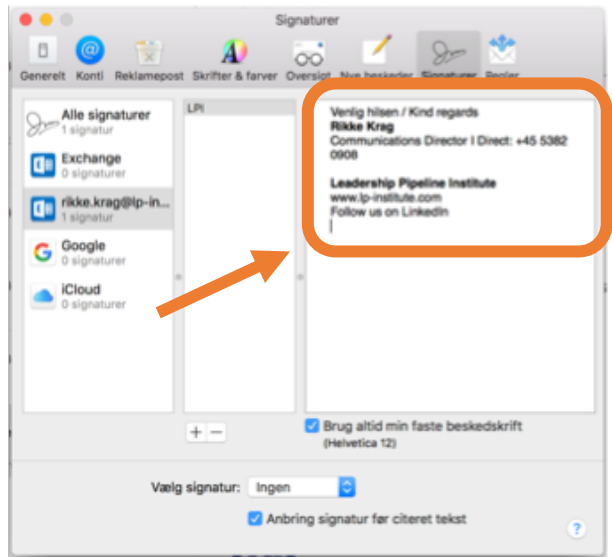 Signaturer
Generelt Konti Reklamepost Skrifter & farver Oversigt Nye beskeder Signaturer Regler
Alle signaturer
1 signatur
Exchange
0 signaturer
rikke.krag@lp-in...
1 signatur
Google
0 signaturer
iCloud
0 signaturer
LPI
Venlig hilsen / Kind regards
Rikke Krag
Communications Director I Direct: +45 5382
0908
Leadership Pipeline Institute
www.lp-institute.com
Follow us on LinkedIn
+ −
Brug altid min faste beskedskrift
(Helvetica 12)
Vælg signatur: Ingen
Anbring signatur før citeret tekst
?